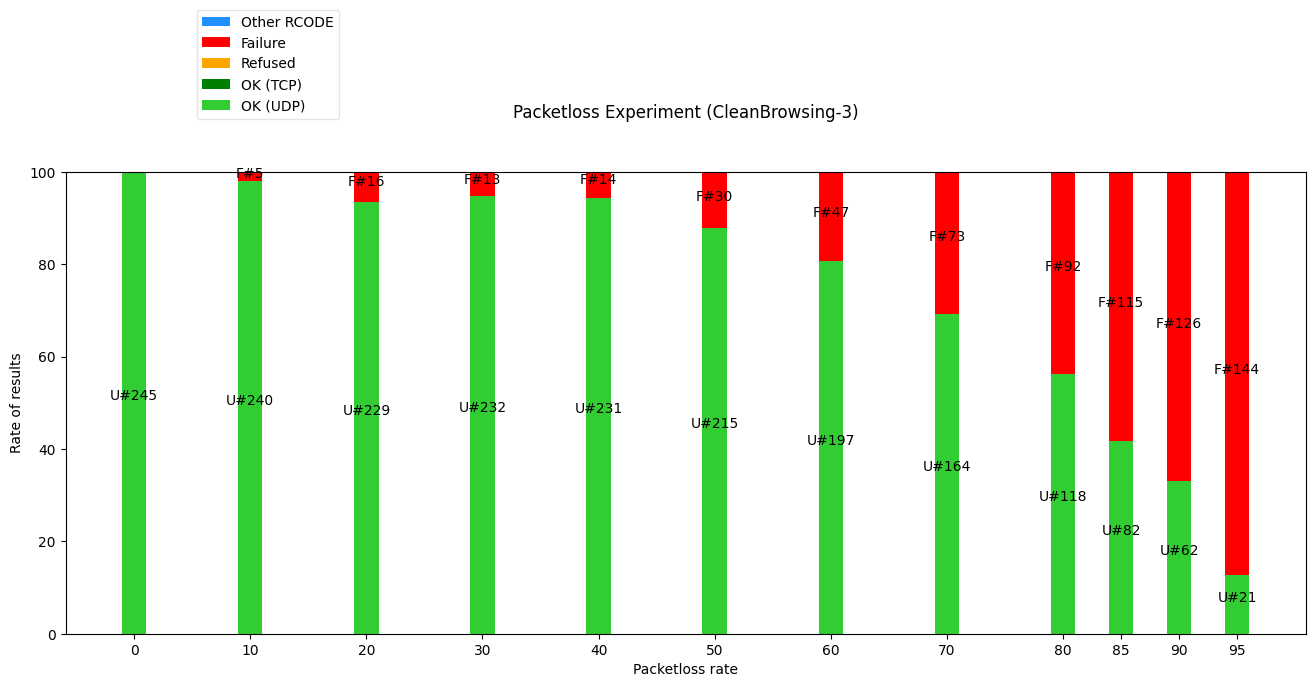 Other RCODE
Failure
Refused
OK (TCP)
OK (UDP)
Packetloss Experiment (CleanBrowsing-3)
Rate of results
100
80
60
40
20
0
F#5
F#16
F#13
F#14
F#30
F#47
F#73
F#92
F#115
F#126
F#144
U#245
U#240
U#229
U#232
U#231
U#215
U#197
U#164
U#118
U#82
U#62
U#21
0 10 20 30 40 50 60 70 80 85 90 95
Packetloss rate